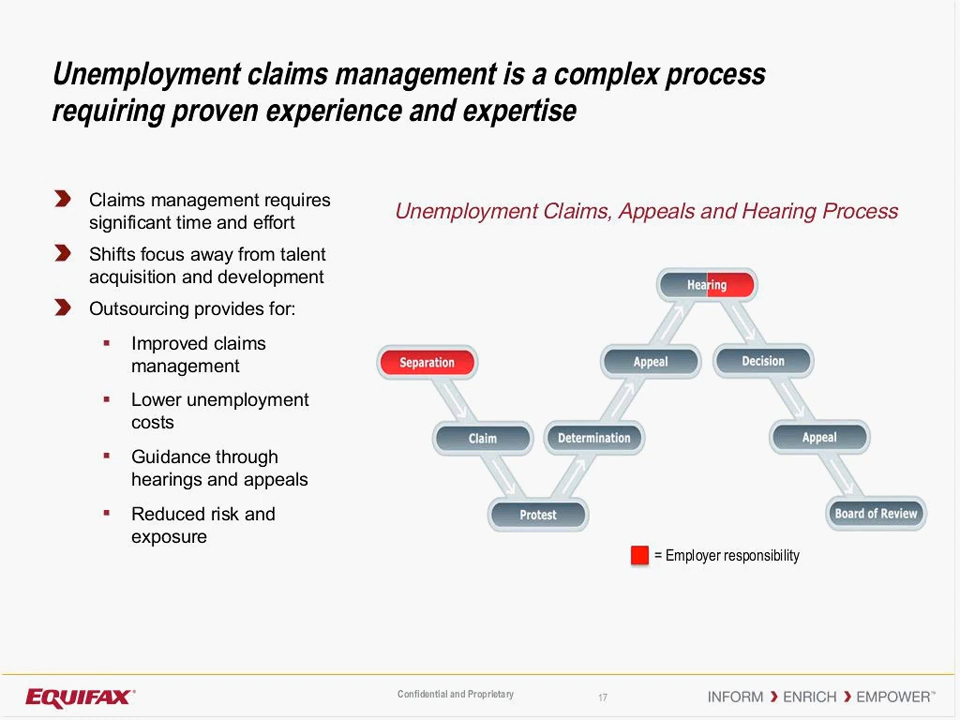 Unemployment claims management is a complex process
requiring proven experience and expertise
Claims management requires
significant time and effort
Shifts focus away from talent
acquisition and development
Outsourcing provides for:
Improved claims
management
Lower unemployment
costs
Guidance through
hearings and appeals
Reduced risk and
exposure
Unemployment Claims, Appeals and Hearing Process
Separation
Claim
Protest
Determination
Appeal
Hearing
Decision
Appeal
Board of Review
= Employer responsibility
EQUIFAX®
Confidential and Proprietary
17
INFORM ENRICH EMPOWER™